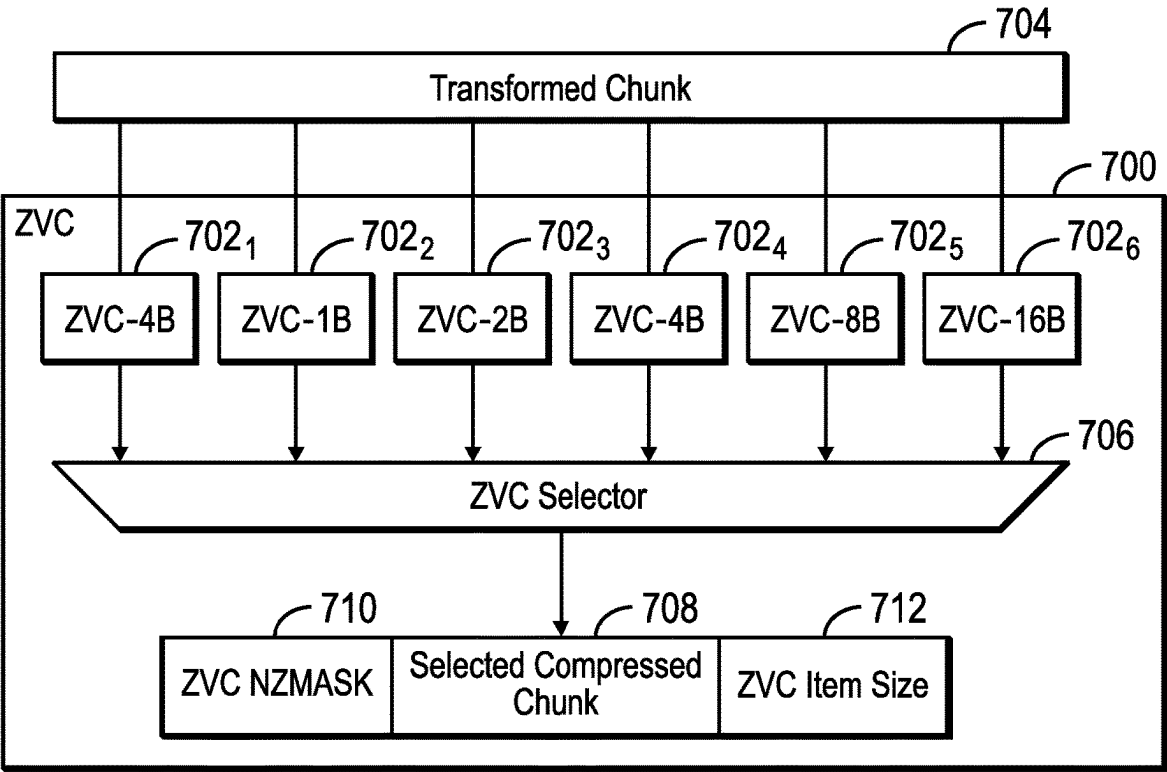 704
Transformed Chunk
700
ZVC
702₁ 702₂ 702₃ 702₄ 702₅ 702₆
ZVC-4B ZVC-1B ZVC-2B ZVC-4B ZVC-8B ZVC-16B
706
ZVC Selector
710 708 712
ZVC NZMASK
Selected Compressed
Chunk
ZVC Item Size